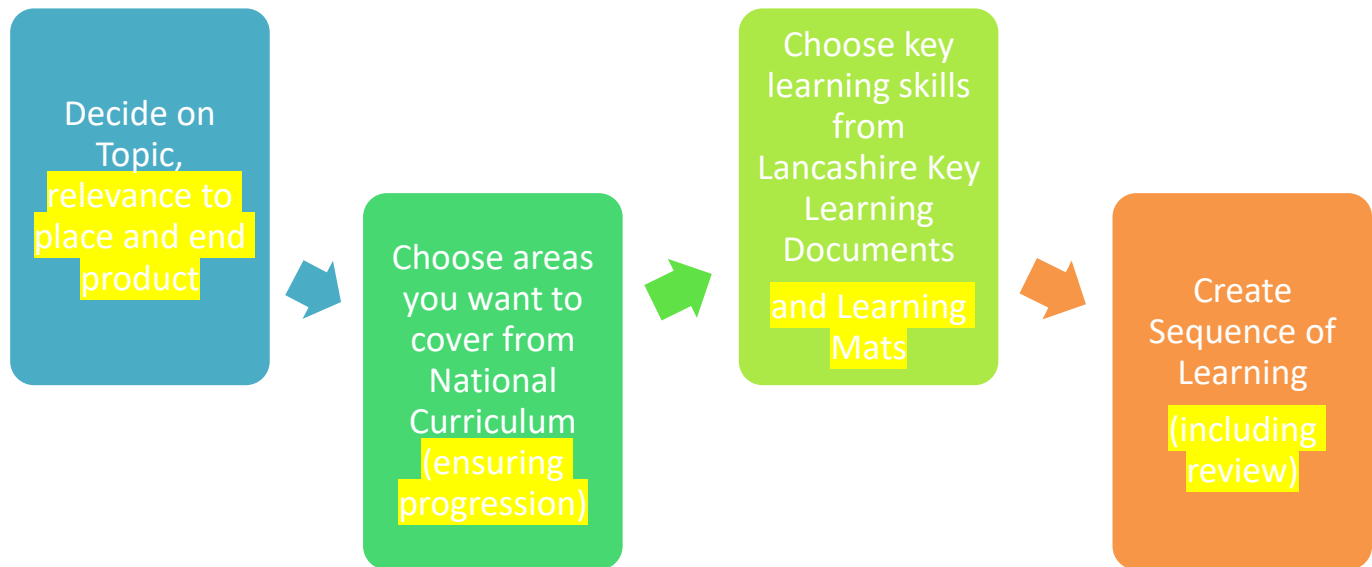 Decide on
Topic,
relevance to
place and end
product
Choose areas
you want to
cover from
National
Curriculum
(ensuring
progression)
Choose key
learning skills
from
Lancashire Key
Learning
Documents
and Learning
Mats
Create
Sequence of
Learning
(including
review)